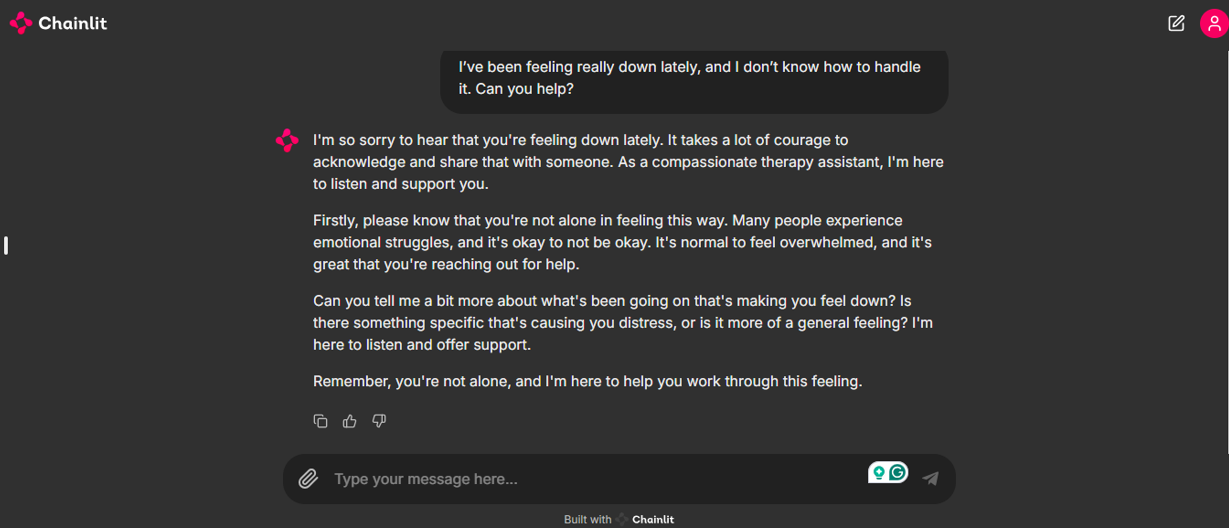 Chainlit
I’ve been feeling really down lately, and I don’t know how to handle
it. Can you help?
I'm so sorry to hear that you're feeling down lately. It takes a lot of courage to
acknowledge and share that with someone. As a compassionate therapy assistant, I'm here
to listen and support you.
Firstly, please know that you're not alone in feeling this way. Many people experience
emotional struggles, and it's okay to not be okay. It's normal to feel overwhelmed, and it's
great that you're reaching out for help.
Can you tell me a bit more about what's been going on that's making you feel down? Is
there something specific that's causing you distress, or is it more of a general feeling? I'm
here to listen and offer support.
Remember, you're not alone, and I'm here to help you work through this feeling.
Type your message here...
Built with Chainlit